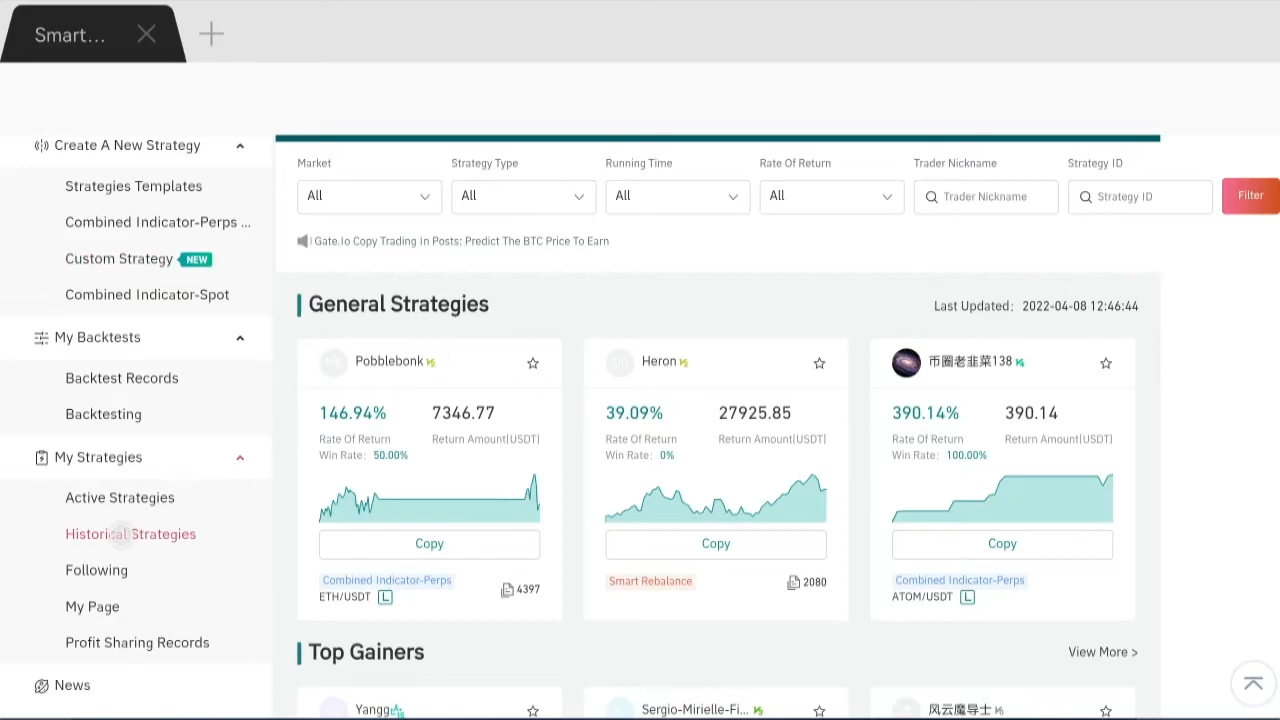 Smart...
Create A New Strategy
Strategies Templates
Combined Indicator-Perps ...
Custom Strategy NEW
Combined Indicator-Spot
My Backtests
Backtest Records
Backtesting
My Strategies
Active Strategies
Historical Strategies
Following
My Page
Profit Sharing Records
News
Market Strategy Type Running Time Rate Of Return Trader Nickname Strategy ID
All All All All Trader Nickname Strategy ID Filter
Gate.Io Copy Trading In Posts: Predict The BTC Price To Earn
General Strategies Last Updated: 2022-04-08 12:46:44
Pobblebonk
146.94% 7346.77
Rate Of Return Return Amount(USDT)
Win Rate: 50.00%
Copy
Combined Indicator-Perps
ETH/USDT L 4397
Heron
39.09% 27925.85
Rate Of Return Return Amount(USDT)
Win Rate: 0%
Copy
Smart Rebalance 2080
币圈老韭菜138
390.14% 390.14
Rate Of Return Return Amount(USDT)
Win Rate: 100.00%
Copy
Combined Indicator-Perps
ATOM/USDT L
Top Gainers View More >
Yangg
Sergio-Mirielle-Fi...
风云魔导士